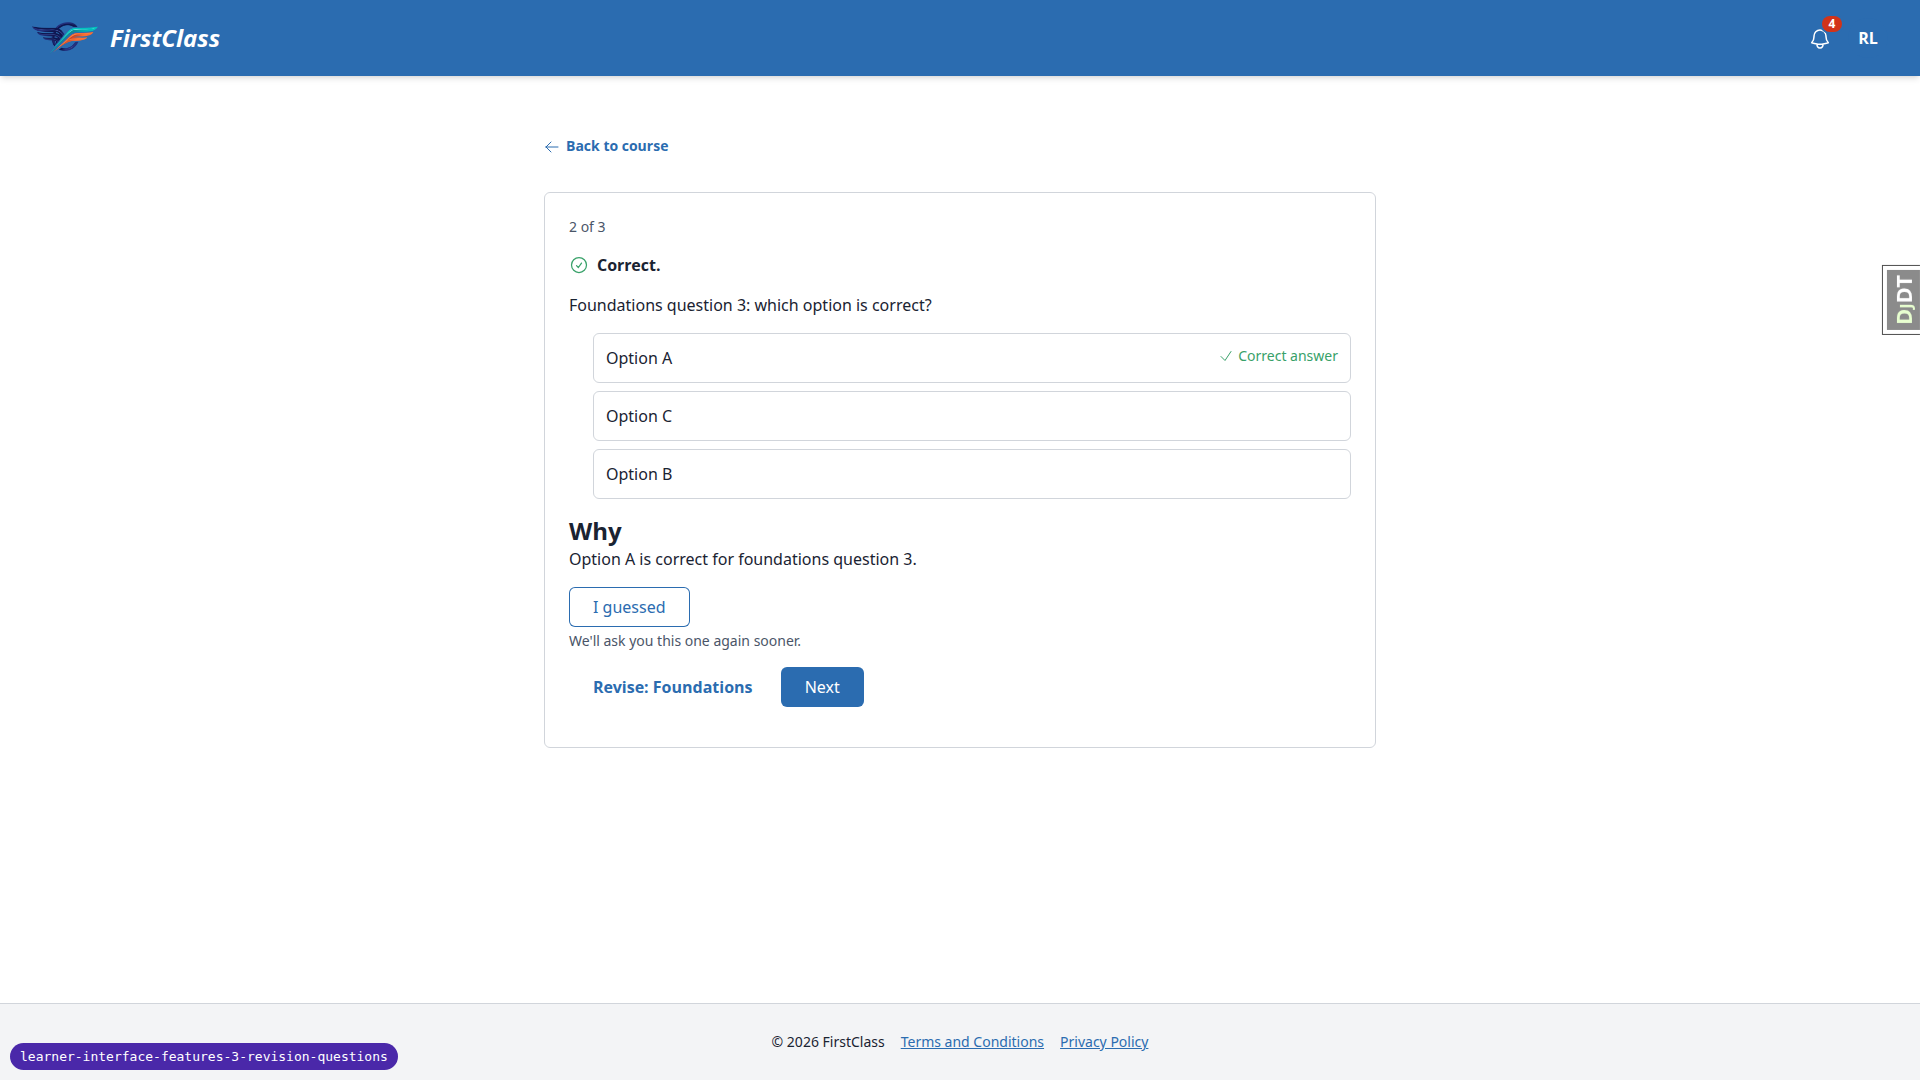 FirstClass
4
RL
Back to course
2 of 3
Correct.
Foundations question 3: which option is correct?
Option A
Correct answer
Option C
Option B
Why
Option A is correct for foundations question 3.
I guessed
We'll ask you this one again sooner.
Revise: Foundations
Next
DJDT
© 2026 FirstClass Terms and Conditions Privacy Policy
learner-interface-features-3-revision-questions